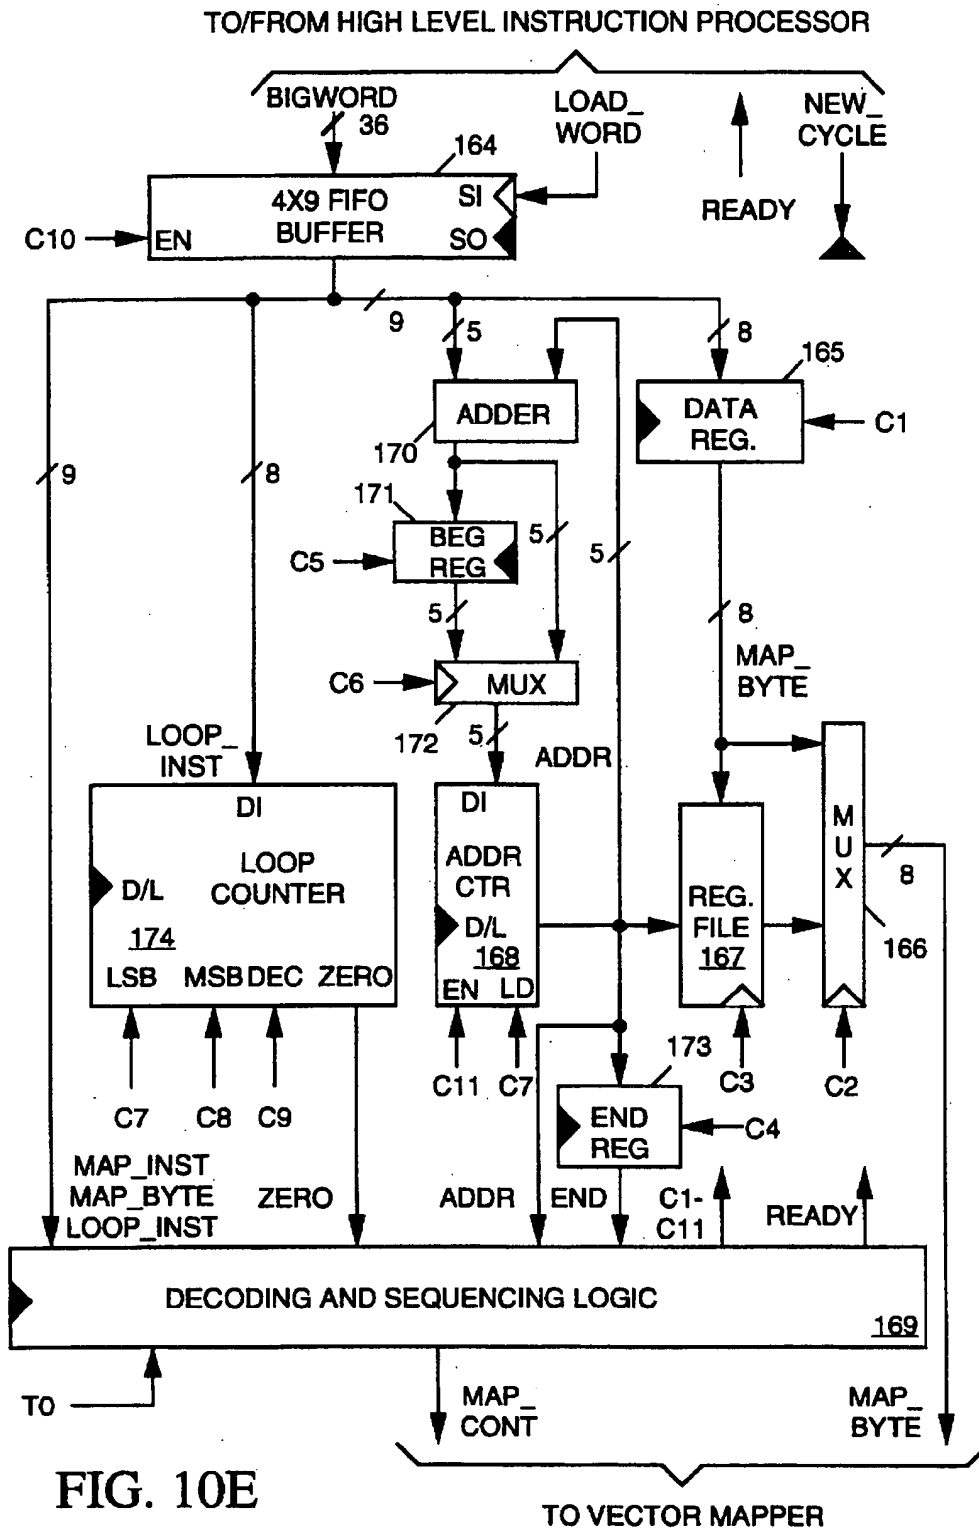 TO/FROM HIGH LEVEL INSTRUCTION PROCESSOR
BIGWORD
36
LOAD_
WORD
READY
NEW_
CYCLE
164
4X9 FIFO
BUFFER
SI
SO
EN
C10
9
5
8
165
ADDER
170
DATA
REG.
C1
9
8
171
BEG
REG
C5
5
5
5
8
MAP_
BYTE
C6
MUX
172
5
ADDR
LOOP_
INST
DI
LOOP
COUNTER
D/L
174
LSB
MSB
DEC
ZERO
DI
ADDR
CTR
D/L
168
EN
LD
REG.
FILE
167
M
U
X
8
166
C7
C8
C9
C11
C7
C3
C2
173
END
REG
C4
MAP_INST
MAP_BYTE
LOOP_INST
ZERO
ADDR
END
C1-
C11
READY
DECODING AND SEQUENCING LOGIC
169
T0
MAP_
CONT
MAP_
BYTE
FIG. 10E
TO VECTOR MAPPER